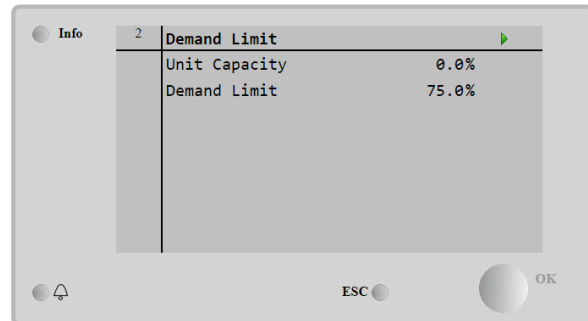 Info
2 Demand Limit
Unit Capacity 0.0%
Demand Limit 75.0%
ESC
OK